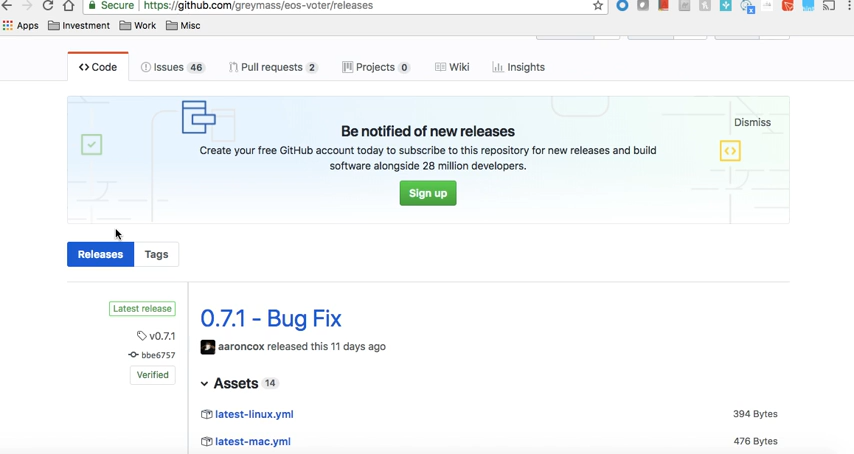 Secure | https://github.com/greymass/eos-voter/releases
Apps Investment Work Misc
Code Issues 46 Pull requests 2 Projects 0 Wiki Insights
Dismiss
Be notified of new releases
Create your free GitHub account today to subscribe to this repository for new releases and build
software alongside 28 million developers.
Sign up
Releases Tags
Latest release
0.7.1 - Bug Fix
v0.7.1
aaroncox released this 11 days ago
bbe6757
Verified
Assets 14
latest-linux.yml 394 Bytes
latest-mac.yml 476 Bytes